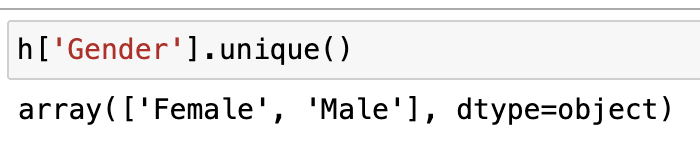 h['Gender'].unique()
array(['Female', 'Male'], dtype=object)